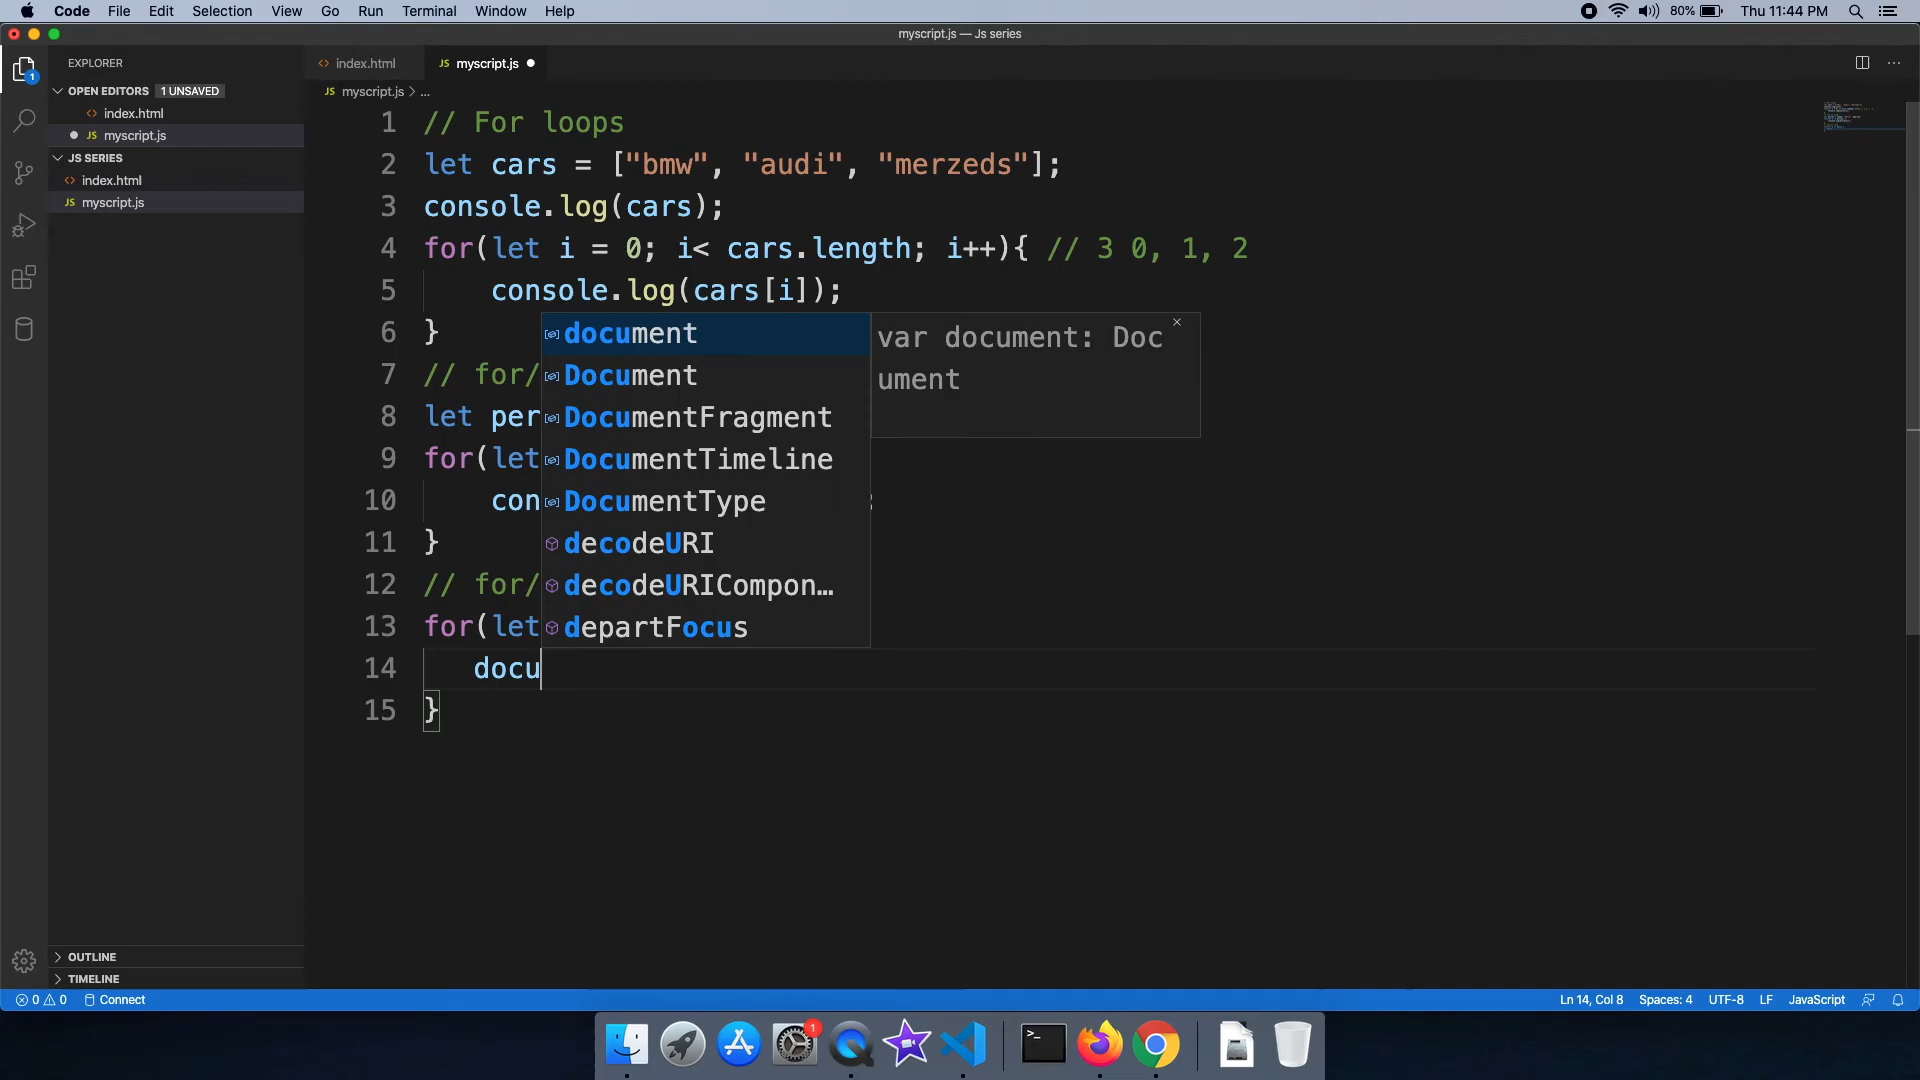 Code File Edit Selection View Go Run Terminal Window Help 80% Thu 11:44 PM
myscript.js — Js series
EXPLORER
OPEN EDITORS 1 UNSAVED
index.html
JS myscript.js
JS SERIES
index.html
JS myscript.js
OUTLINE
TIMELINE
1
index.html JS myscript.js
JS myscript.js > ...
1 // For loops
2 let cars = ["bmw", "audi", "merzeds"];
3 console.log(cars);
4 for(let i = 0; i< cars.length; i++){ // 3 0, 1, 2
5 console.log(cars[i]);
6 }
7 // for/
8 let per
9 for(let
10 con
11 }
12 // for/
13 for(let
14 docu
15 }
document
Document
DocumentFragment
DocumentTimeline
DocumentType
decodeURI
decodeURICompon…
departFocus
var document: Doc
ument
0 0 Connect Ln 14, Col 8 Spaces: 4 UTF-8 LF JavaScript
1
>_